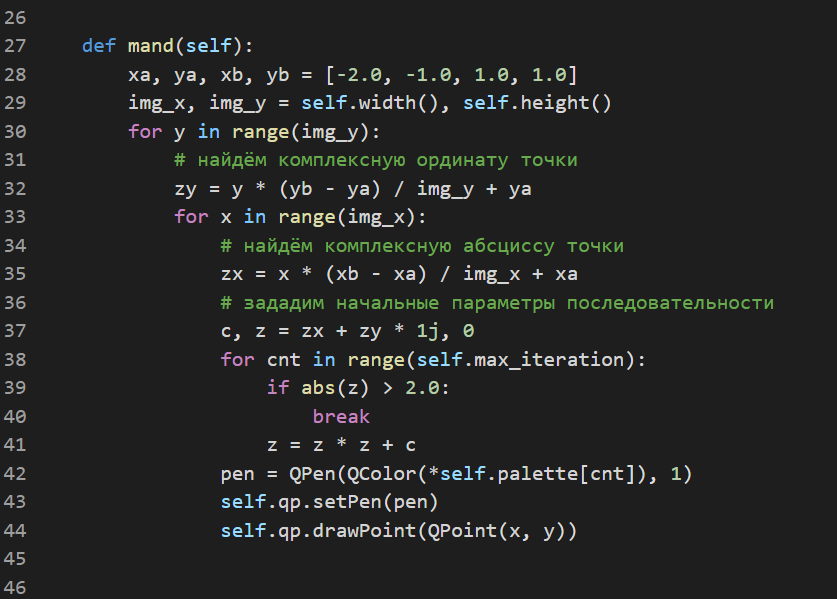 26
27 def mand(self):
28 xa, ya, xb, yb = [-2.0, -1.0, 1.0, 1.0]
29 img_x, img_y = self.width(), self.height()
30 for y in range(img_y):
31 # найдём комплексную ординату точки
32 zy = y * (yb - ya) / img_y + ya
33 for x in range(img_x):
34 # найдём комплексную абсциссу точки
35 zx = x * (xb - xa) / img_x + xa
36 # зададим начальные параметры последовательности
37 c, z = zx + zy * 1j, 0
38 for cnt in range(self.max_iteration):
39 if abs(z) > 2.0:
40 break
41 z = z * z + c
42 pen = QPen(QColor(*self.palette[cnt]), 1)
43 self.qp.setPen(pen)
44 self.qp.drawPoint(QPoint(x, y))
45
46